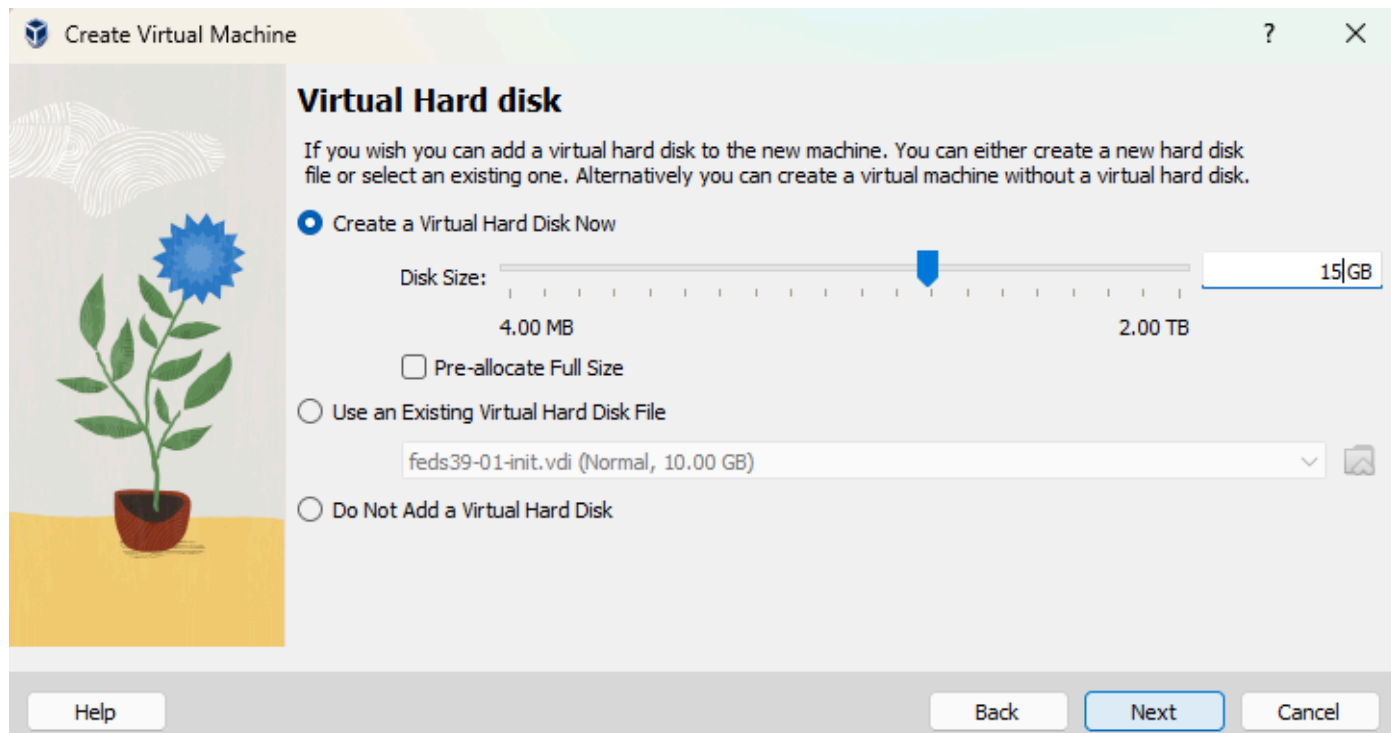 Create Virtual Machine
?
Virtual Hard disk
If you wish you can add a virtual hard disk to the new machine. You can either create a new hard disk
file or select an existing one. Alternatively you can create a virtual machine without a virtual hard disk.
Create a Virtual Hard Disk Now
Disk Size: 15 GB
4.00 MB 2.00 TB
Pre-allocate Full Size
Use an Existing Virtual Hard Disk File
feds39-01-init.vdi (Normal, 10.00 GB)
Do Not Add a Virtual Hard Disk
Help Back Next Cancel